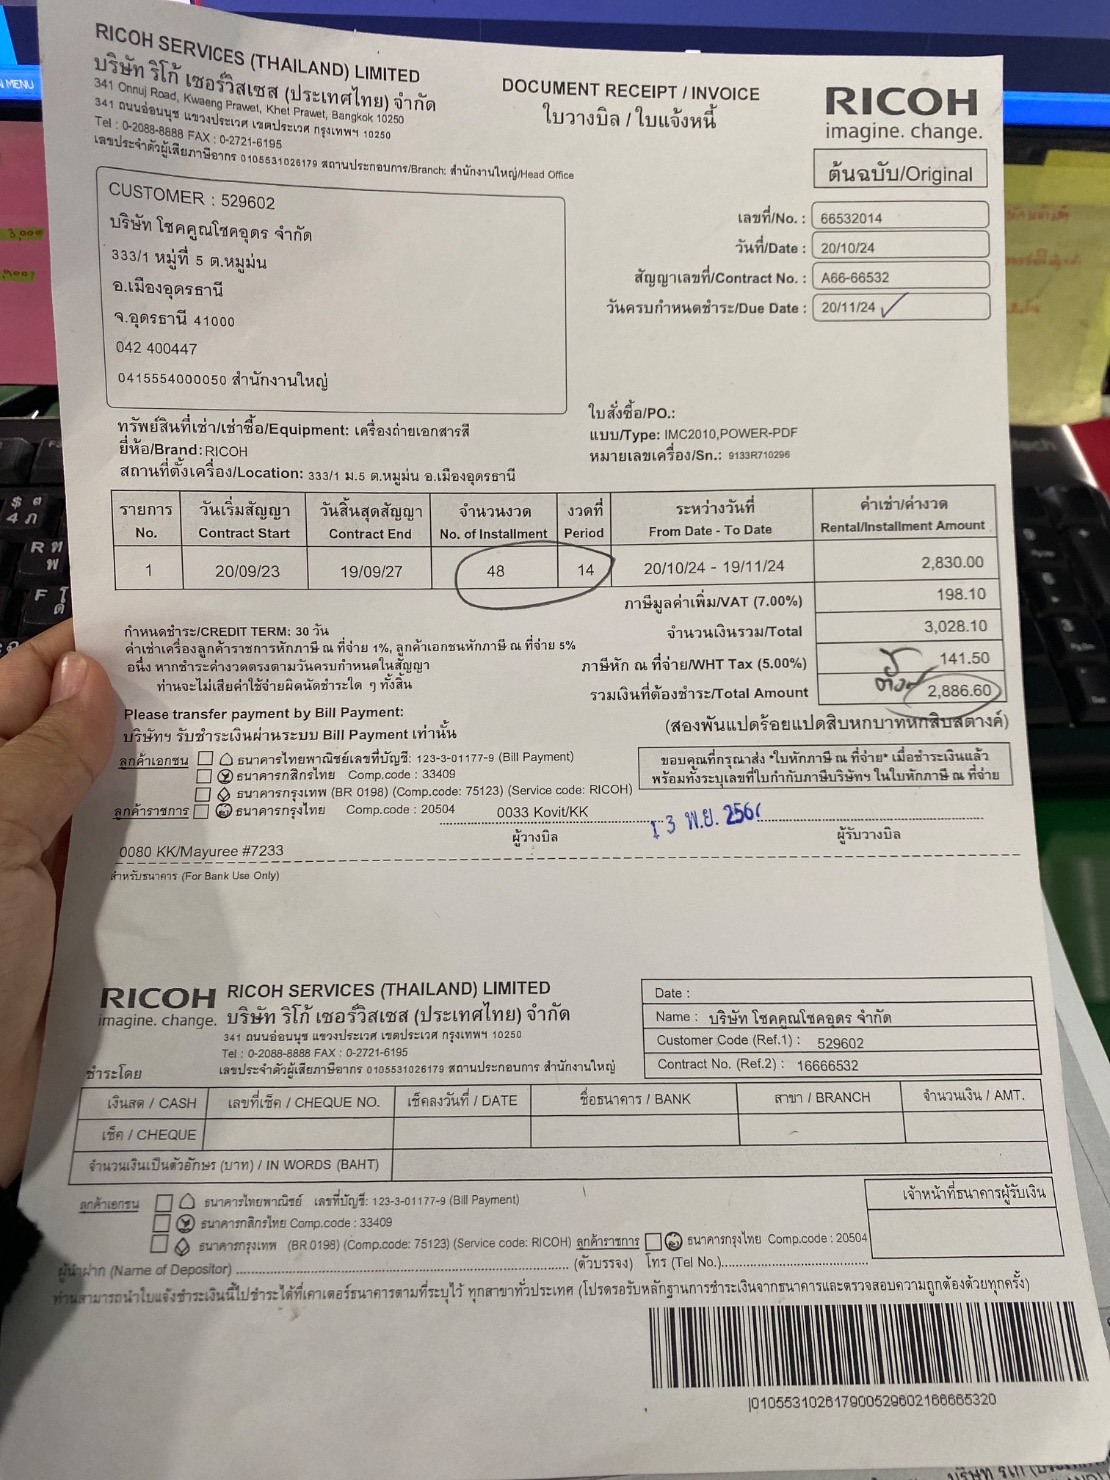 RICOH SERVICES (THAILAND) LIMITED
บริษัท ริโก้ เซอร์วิสเซส (ประเทศไทย) จำกัด
341 Onnuj Road, Kwaeng Prawet, Khet Prawet, Bangkok 10250
341 ถนนอ่อนนุช แขวงประเวศ เขตประเวศ กรุงเทพฯ 10250
Tel : 0-2088-8888 FAX : 0-2721-6195
เลขประจำตัวผู้เสียภาษีอากร 0105531026179 สถานประกอบการ/Branch: สำนักงานใหญ่/Head Office
DOCUMENT RECEIPT / INVOICE
ใบวางบิล / ใบแจ้งหนี้
RICOH
imagine. change.
ต้นฉบับ/Original
CUSTOMER : 529602
บริษัท โชคคูณโชคอุดร จำกัด
333/1 หมู่ที่ 5 ต.หมูม่น
อ.เมืองอุดรธานี
จ.อุดรธานี 41000
042 400447
0415554000050 สำนักงานใหญ่
เลขที่/No. : 66532014
วันที่/Date : 20/10/24
สัญญาเลขที่/Contract No. : A66-66532
วันครบกำหนดชำระ/Due Date : 20/11/24
ทรัพย์สินที่เช่า/เช่าซื้อ/Equipment: เครื่องถ่ายเอกสารสี
ยี่ห้อ/Brand: RICOH
สถานที่ตั้งเครื่อง/Location: 333/1 ม.5 ต.หมูม่น อ.เมืองอุดรธานี
ใบสั่งซื้อ/PO.:
แบบ/Type: IMC2010,POWER-PDF
หมายเลขเครื่อง/Sn.: 9133R710296
รายการ วันเริ่มสัญญา วันสิ้นสุดสัญญา จำนวนงวด งวดที่ ระหว่างวันที่ ค่าเช่า/ค่างวด
No. Contract Start Contract End No. of Installment Period From Date - To Date Rental/Installment Amount
1 20/09/23 19/09/27 48 14 20/10/24 - 19/11/24 2,830.00
ภาษีมูลค่าเพิ่ม/VAT (7.00%) 198.10
จำนวนเงินรวม/Total 3,028.10
ภาษีหัก ณ ที่จ่าย/WHT Tax (5.00%) 141.50
รวมเงินที่ต้องชำระ/Total Amount 2,886.60
(สองพันแปดร้อยแปดสิบหกบาทหกสิบสตางค์)
กำหนดชำระ/CREDIT TERM: 30 วัน
ค่าเช่าเครื่องลูกค้าราชการหักภาษี ณ ที่จ่าย 1%, ลูกค้าเอกชนหักภาษี ณ ที่จ่าย 5%
อนึ่ง หากชำระค่างวดตรงตามวันครบกำหนดในสัญญา
ท่านจะไม่เสียค่าใช้จ่ายผิดนัดชำระใด ๆ ทั้งสิ้น
Please transfer payment by Bill Payment:
บริษัทฯ รับชำระเงินผ่านระบบ Bill Payment เท่านั้น
ลูกค้าเอกชน ธนาคารไทยพาณิชย์เลขที่บัญชี: 123-3-01177-9 (Bill Payment)
ธนาคารกสิกรไทย Comp.code : 33409
ธนาคารกรุงเทพ (BR 0198) (Comp.code: 75123) (Service code: RICOH)
ลูกค้าราชการ ธนาคารกรุงไทย Comp.code : 20504
ขอบคุณที่กรุณาส่ง "ใบหักภาษี ณ ที่จ่าย" เมื่อชำระเงินแล้ว
พร้อมทั้งระบุเลขที่ใบกำกับภาษีบริษัทฯ ในใบหักภาษี ณ ที่จ่าย
0033 Kovit/KK
13 พ.ย. 256
ผู้วางบิล
ผู้รับวางบิล
0080 KK/Mayuree #7233
สำหรับธนาคาร (For Bank Use Only)
RICOH
imagine. change.
RICOH SERVICES (THAILAND) LIMITED
บริษัท ริโก้ เซอร์วิสเซส (ประเทศไทย) จำกัด
341 ถนนอ่อนนุช แขวงประเวศ เขตประเวศ กรุงเทพฯ 10250
Tel : 0-2088-8888 FAX : 0-2721-6195
เลขประจำตัวผู้เสียภาษีอากร 0105531026179 สถานประกอบการ สำนักงานใหญ่
Date :
Name : บริษัท โชคคูณโชคอุดร จำกัด
Customer Code (Ref.1) : 529602
Contract No. (Ref.2) : 16666532
ชำระโดย
เงินสด / CASH เลขที่เช็ค / CHEQUE NO. เช็คลงวันที่ / DATE ชื่อธนาคาร / BANK สาขา / BRANCH จำนวนเงิน / AMT.
เช็ค / CHEQUE
จำนวนเงินเป็นตัวอักษร (บาท) / IN WORDS (BAHT)
ลูกค้าเอกชน ธนาคารไทยพาณิชย์ เลขที่บัญชี: 123-3-01177-9 (Bill Payment)
ธนาคารกสิกรไทย Comp.code : 33409
ธนาคารกรุงเทพ (BR 0198) (Comp.code: 75123) (Service code: RICOH) ลูกค้าราชการ ธนาคารกรุงไทย Comp.code : 20504
เจ้าหน้าที่ธนาคารผู้รับเงิน
ผู้นำฝาก (Name of Depositor) (ตัวบรรจง) โทร (Tel No.)
ท่านสามารถนำใบแจ้งชำระเงินนี้ไปชำระได้ที่เคาเตอร์ธนาคารตามที่ระบุไว้ ทุกสาขาทั่วประเทศ (โปรดรอรับหลักฐานการชำระเงินจากธนาคารและตรวจสอบความถูกต้องด้วยทุกครั้ง)
|010553102617900529602166665320